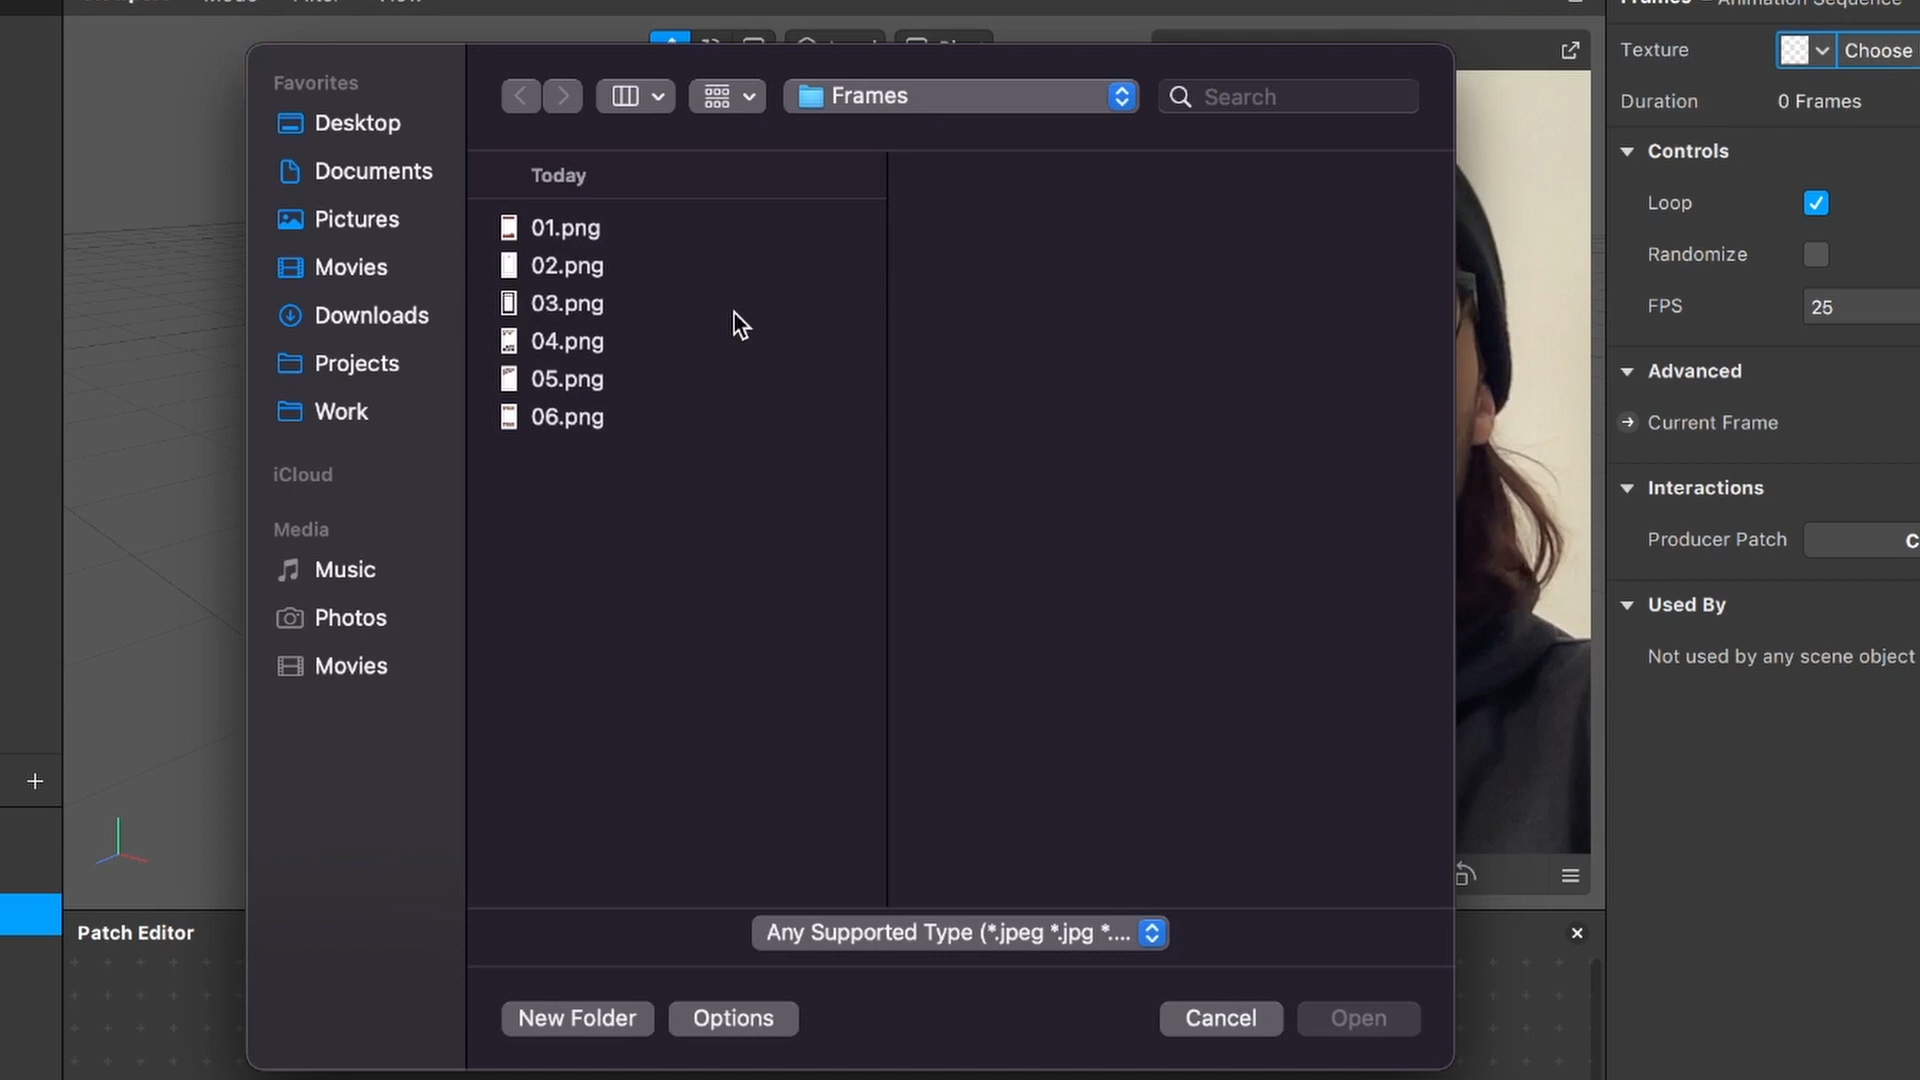 Frames - Animation Sequence
Texture
Choose
Duration
0 Frames
Controls
Loop
Randomize
FPS
25
Advanced
Current Frame
Interactions
Producer Patch
Used By
Not used by any scene object
Favorites
Desktop
Documents
Pictures
Movies
Downloads
Projects
Work
iCloud
Media
Music
Photos
Movies
Frames
Search
Today
01.png
02.png
03.png
04.png
05.png
06.png
Any Supported Type (*.jpeg *.jpg *....
New Folder
Options
Cancel
Open
Patch Editor